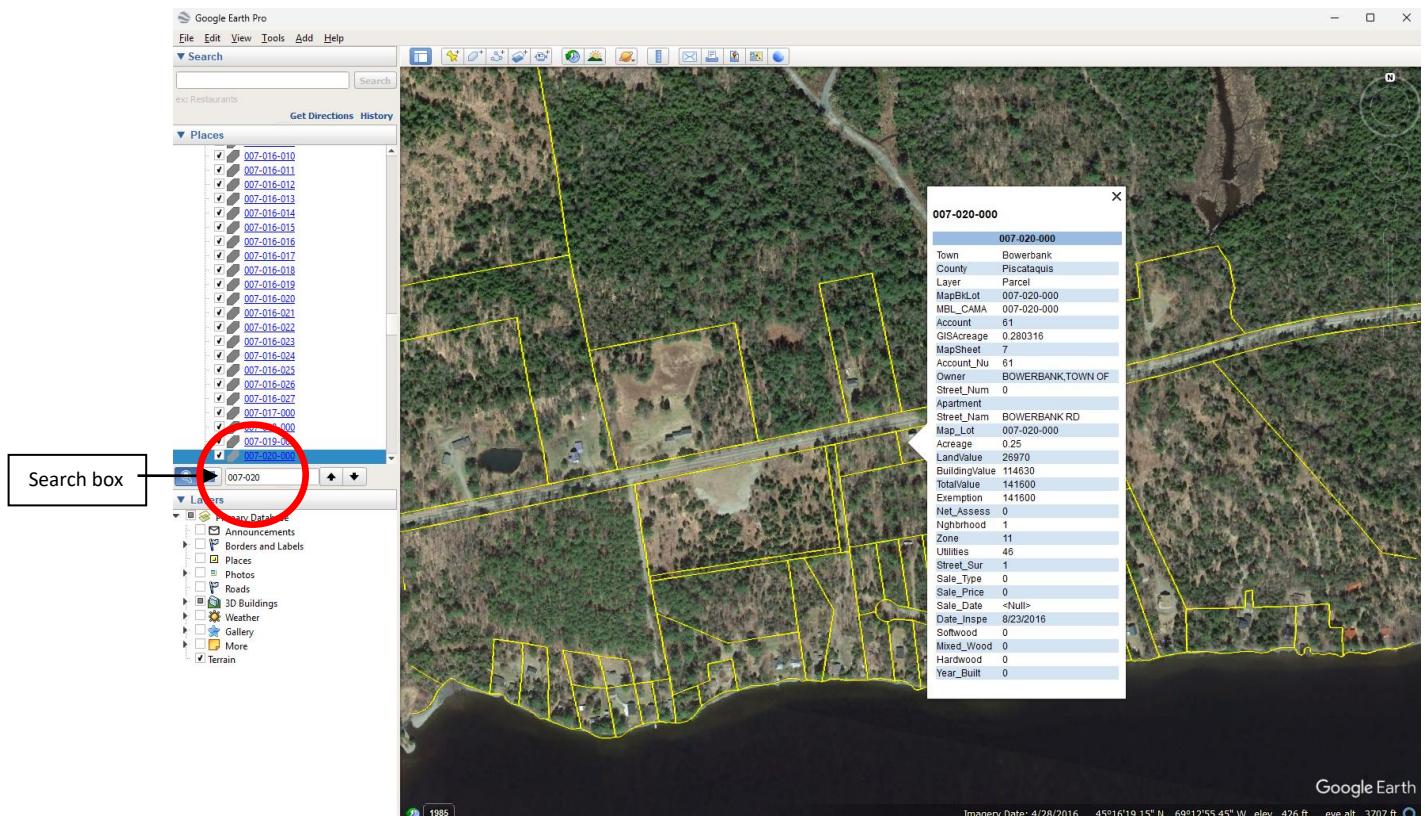 Google Earth Pro
File Edit View Tools Add Help
▼ Search
Search
ex: Restaurants
Get Directions History
▼ Places
007-016-010
007-016-011
007-016-012
007-016-013
007-016-014
007-016-015
007-016-016
007-016-017
007-016-018
007-016-019
007-016-020
007-016-021
007-016-022
007-016-023
007-016-024
007-016-025
007-016-026
007-016-027
007-017-000
007-019-000
007-020-000
Search box
007-020
▼ Layers
Primary Database
Announcements
Borders and Labels
Places
Photos
Roads
3D Buildings
Weather
Gallery
More
Terrain
N
007-020-000
007-020-000
Town Bowerbank
County Piscataquis
Layer Parcel
MapBkLot 007-020-000
MBL_CAMA 007-020-000
Account 61
GISAcreage 0.280316
MapSheet 7
Account_Nu 61
Owner BOWERBANK,TOWN OF
Street_Num 0
Apartment
Street_Nam BOWERBANK RD
Map_Lot 007-020-000
Acreage 0.25
LandValue 26970
BuildingValue 114630
TotalValue 141600
Exemption 141600
Net_Assess 0
Nghbrhood 1
Zone 11
Utilities 46
Street_Sur 1
Sale_Type 0
Sale_Price 0
Sale_Date <Null>
Date_Inspe 8/23/2016
Softwood 0
Mixed_Wood 0
Hardwood 0
Year_Built 0
Google Earth
1985
Imagery Date: 4/28/2016 45°16'19.15" N 69°12'55.45" W elev 426 ft eye alt 3707 ft